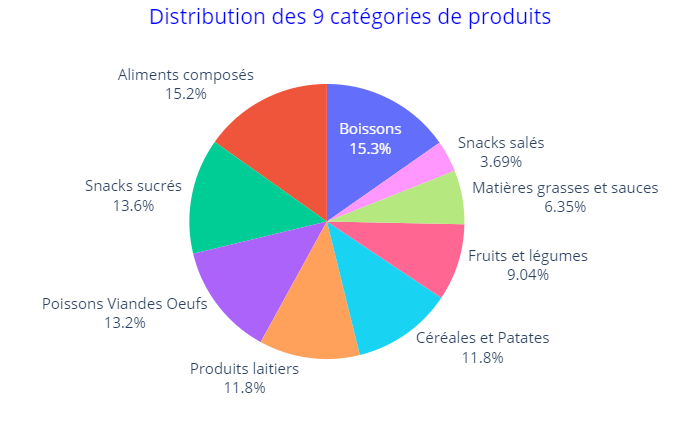 Distribution des 9 catégories de produits
Aliments composés
15.2%
Boissons
15.3%
Snacks salés
3.69%
Snacks sucrés
13.6%
Matières grasses et sauces
6.35%
Fruits et légumes
9.04%
Poissons Viandes Oeufs
13.2%
Céréales et Patates
11.8%
Produits laitiers
11.8%